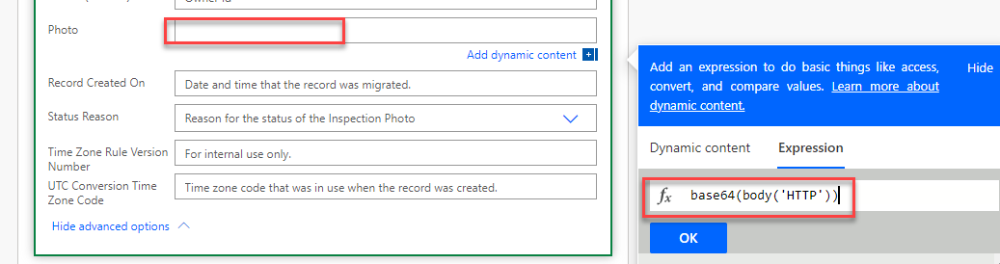 Owner Id
Photo
Add dynamic content
Record Created On
Date and time that the record was migrated.
Status Reason
Reason for the status of the Inspection Photo
Time Zone Rule Version
Number
For internal use only.
UTC Conversion Time
Zone Code
Time zone code that was in use when the record was created.
Hide advanced options
Add an expression to do basic things like access,
convert, and compare values. Learn more about
dynamic content.
Hide
Dynamic content
Expression
fx base64(body('HTTP'))
OK